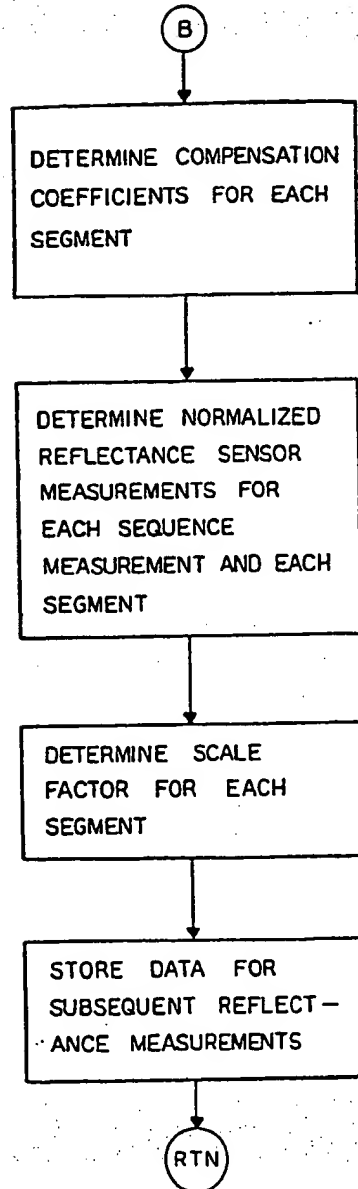 B
DETERMINE COMPENSATION
COEFFICIENTS FOR EACH
SEGMENT
DETERMINE NORMALIZED
REFLECTANCE SENSOR
MEASUREMENTS FOR
EACH SEQUENCE
MEASUREMENT AND EACH
SEGMENT
DETERMINE SCALE
FACTOR FOR EACH
SEGMENT
STORE DATA FOR
SUBSEQUENT REFLECT-
ANCE MEASUREMENTS
RTN